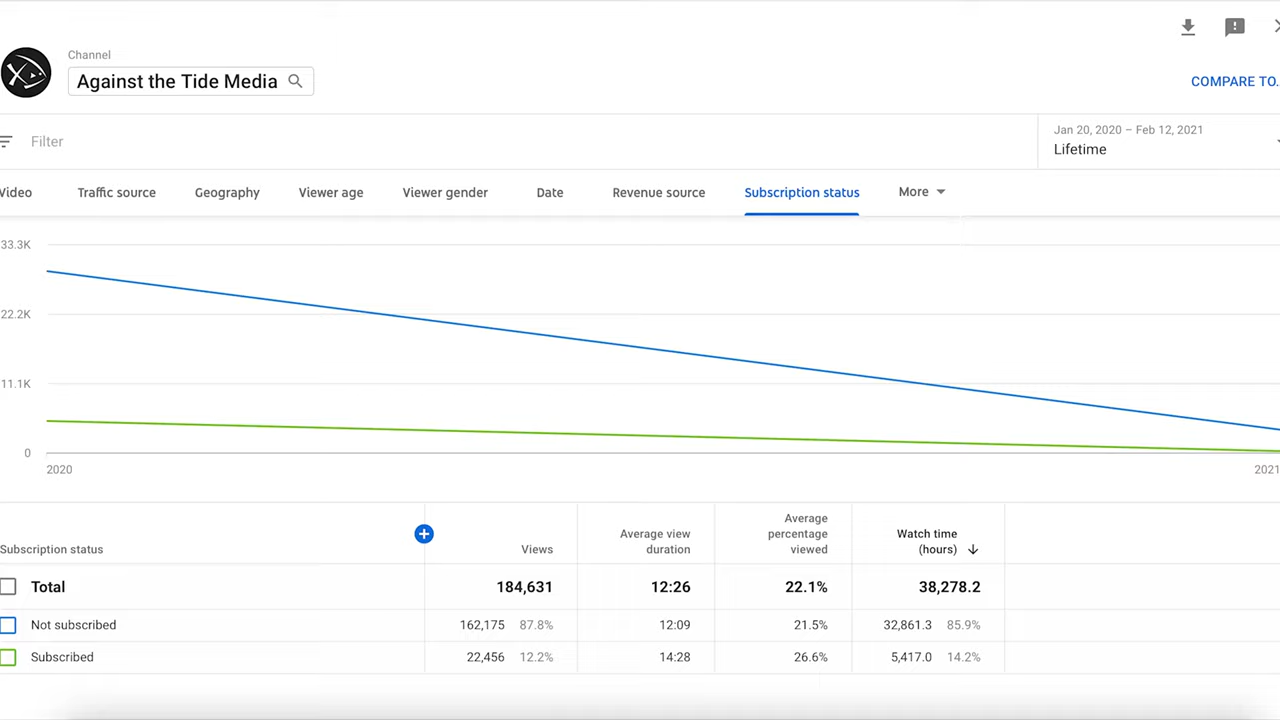 Channel
Against the Tide Media
COMPARE TO.
Filter
Jan 20, 2020 – Feb 12, 2021
Lifetime
Video Traffic source Geography Viewer age Viewer gender Date Revenue source Subscription status More
33.3K
22.2K
11.1K
0
2020 2021
Subscription status Views Average view duration Average percentage viewed Watch time (hours)
Total 184,631 12:26 22.1% 38,278.2
Not subscribed 162,175 87.8% 12:09 21.5% 32,861.3 85.9%
Subscribed 22,456 12.2% 14:28 26.6% 5,417.0 14.2%